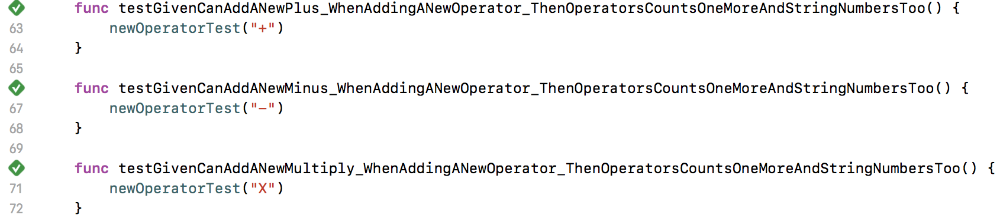 func testGivenCanAddANewPlus_WhenAddingANewOperator_ThenOperatorsCountsOneMoreAndStringNumbersToo() {
63 newOperatorTest("+")
64 }
65
func testGivenCanAddANewMinus_WhenAddingANewOperator_ThenOperatorsCountsOneMoreAndStringNumbersToo() {
67 newOperatorTest("-")
68 }
69
func testGivenCanAddANewMultiply_WhenAddingANewOperator_ThenOperatorsCountsOneMoreAndStringNumbersToo() {
71 newOperatorTest("X")
72 }